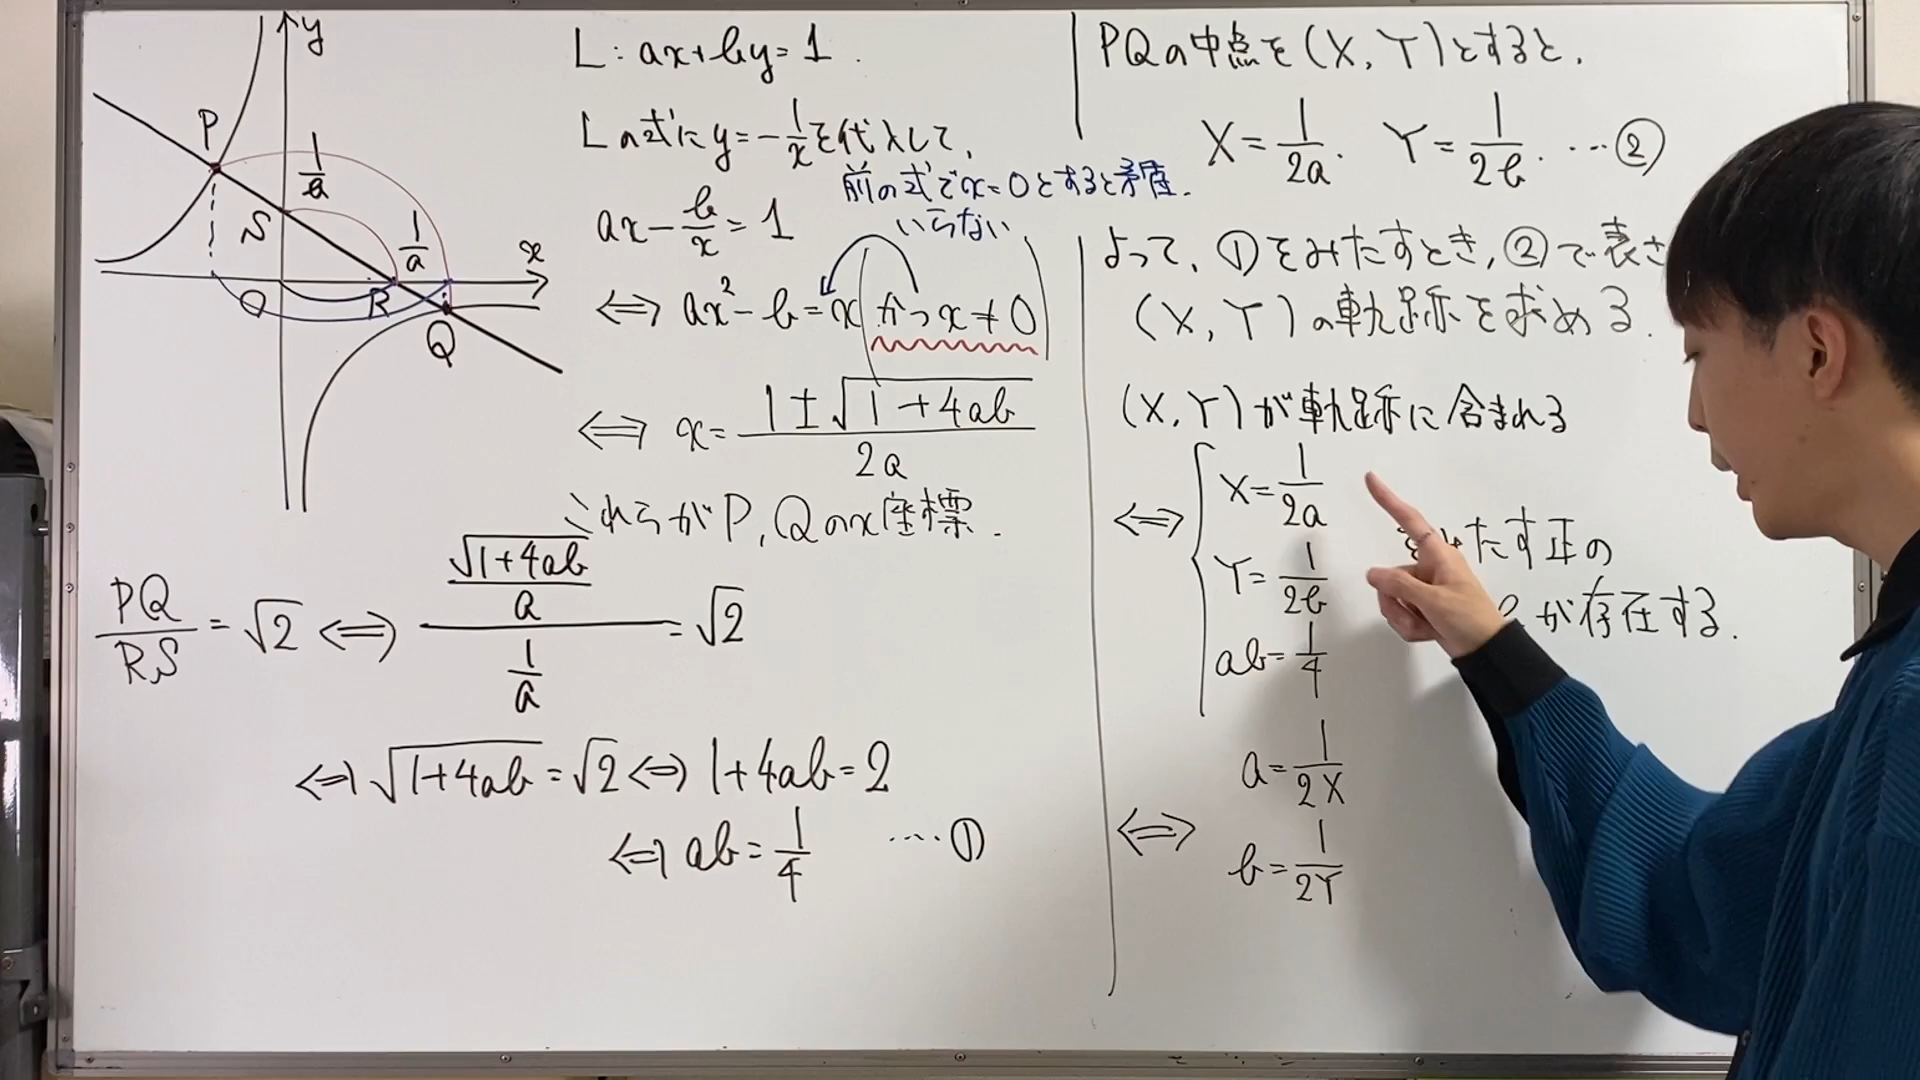 y
P
1/a
S
1/a
x
O
R
Q
L : ax+by=1.
Lの式にy=-1/xを代入して,
前の式でx=0とすると矛盾.
いらない
ax-b/x=1
⇔ ax²-b=x かつx≠0
⇔ x=(1±√(1+4ab))/2a
これらがP,Qのx座標.
PQ/RS=√2 ⇔ (√(1+4ab)/a)/(1/a)=√2
⇔ √(1+4ab)=√2 ⇔ 1+4ab=2
⇔ ab=1/4 ....①
PQの中点を(X,Y)とすると,
X=1/2a. Y=1/2b. ...②
よって,①をみたすとき,②で表さ
(X,Y)の軌跡を求める.
(X,Y)が軌跡に含まれる
⇔ { X=1/2a
Y=1/2b
ab=1/4
みたす正の
が存在する.
⇔ a=1/2X
b=1/2Y